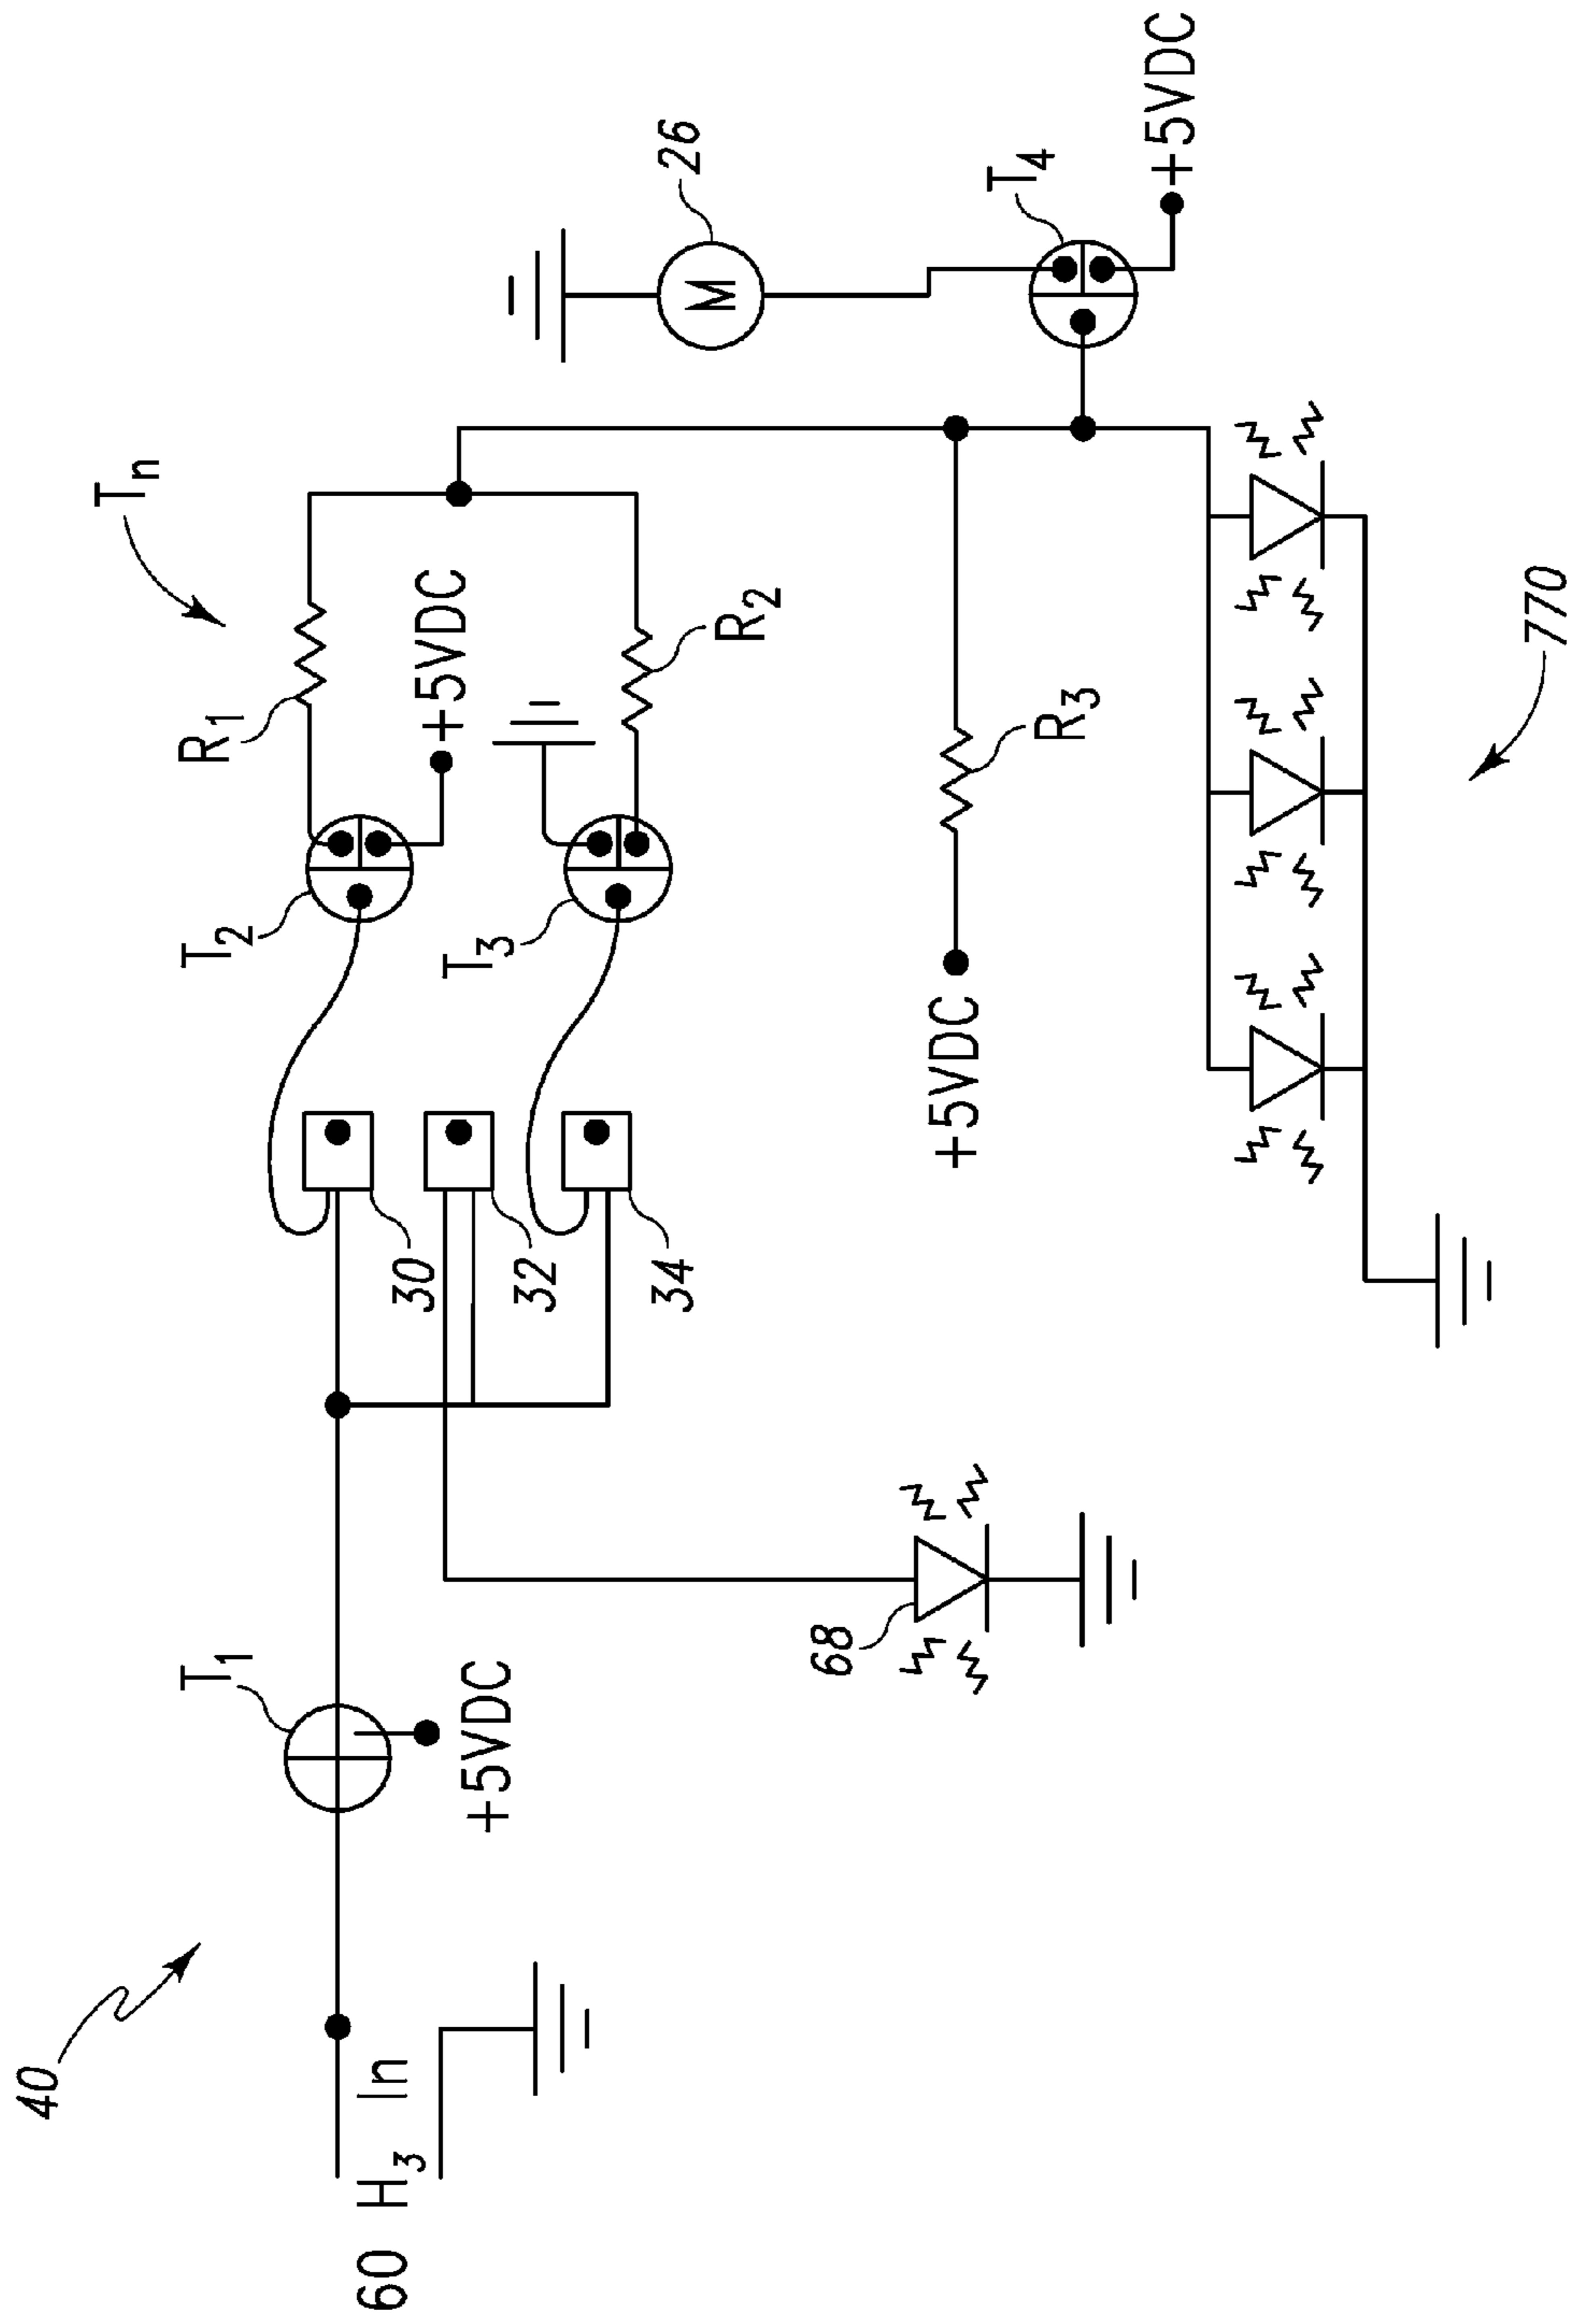 40
60 H3 In
T1
+5VDC
68
30
32
34
T2
T3
R1
+5VDC
Tn
R2
+5VDC
R3
26
T4
+5VDC
M
770